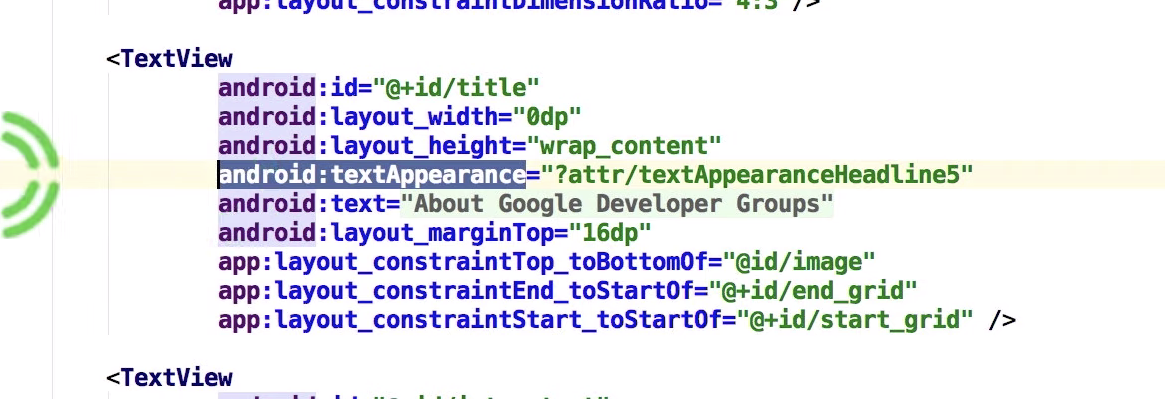 app:layout_constraintDimensionRatio="4:3" />
<TextView
android:id="@+id/title"
android:layout_width="0dp"
android:layout_height="wrap_content"
android:textAppearance="?attr/textAppearanceHeadline5"
android:text="About Google Developer Groups"
android:layout_marginTop="16dp"
app:layout_constraintTop_toBottomOf="@id/image"
app:layout_constraintEnd_toStartOf="@+id/end_grid"
app:layout_constraintStart_toStartOf="@+id/start_grid" />
<TextView